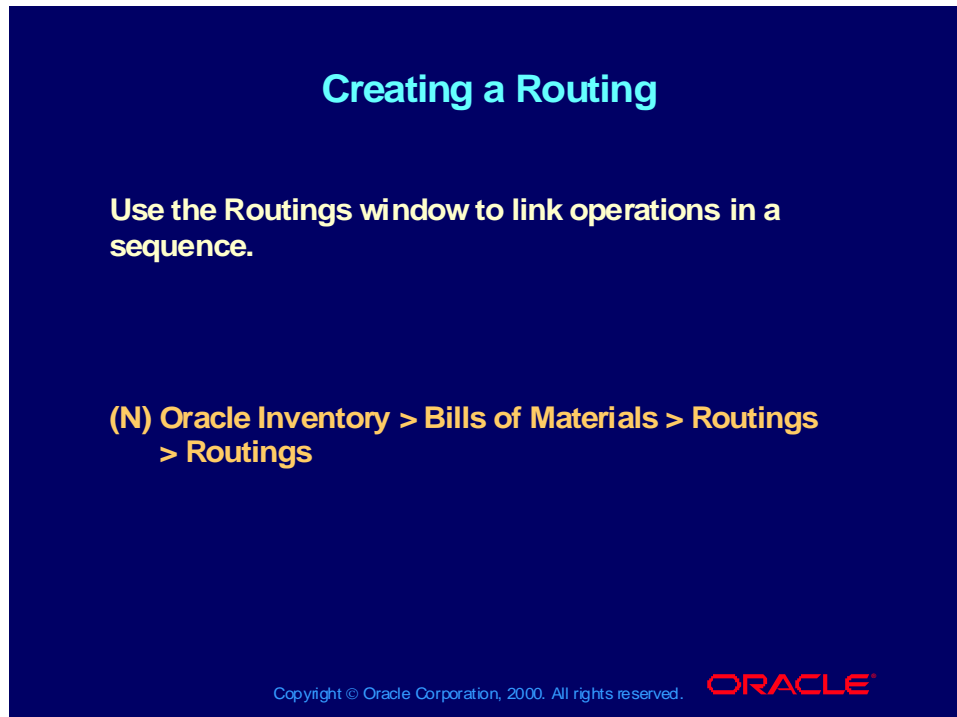 Creating a Routing
Use the Routings window to link operations in a
sequence.
(N) Oracle Inventory > Bills of Materials > Routings
> Routings
Copyright © Oracle Corporation, 2000. All rights reserved.
ORACLE®